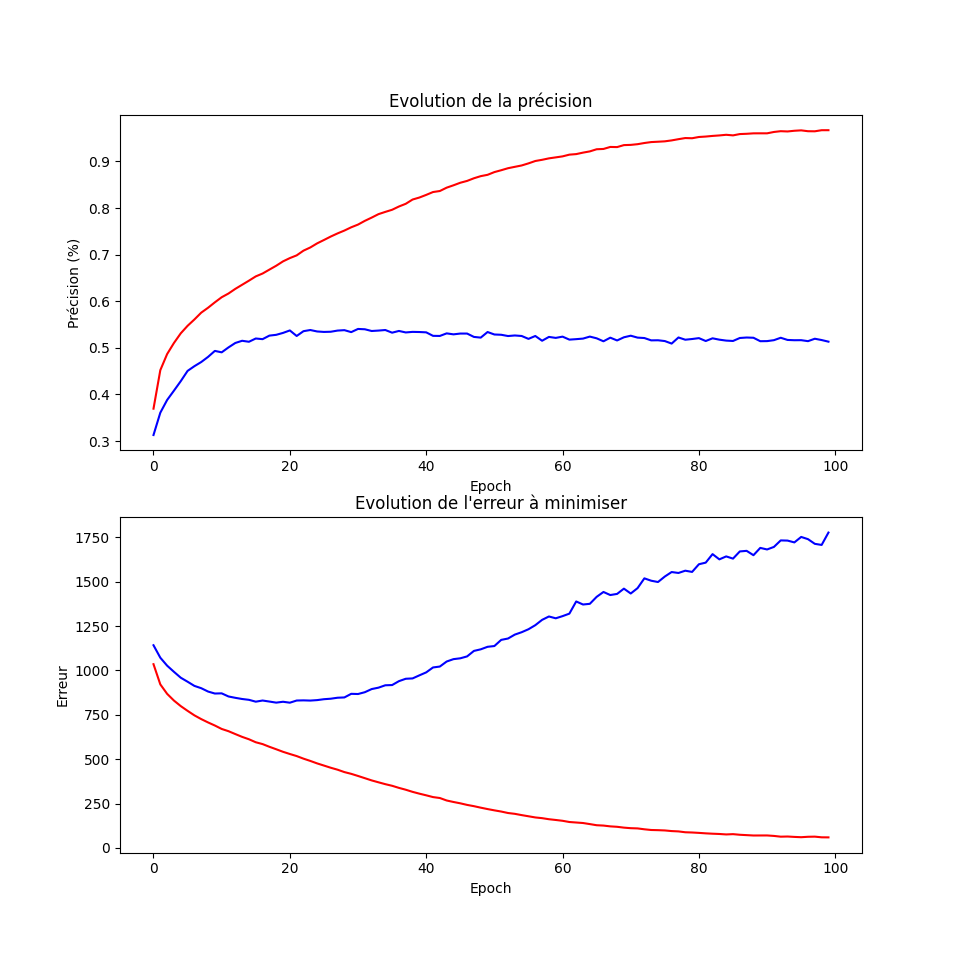 Evolution de la précision
Précision (%)
0.9
0.8
0.7
0.6
0.5
0.4
0.3
0 20 40 60 80 100
Epoch
Evolution de l'erreur à minimiser
Erreur
1750
1500
1250
1000
750
500
250
0
0 20 40 60 80 100
Epoch